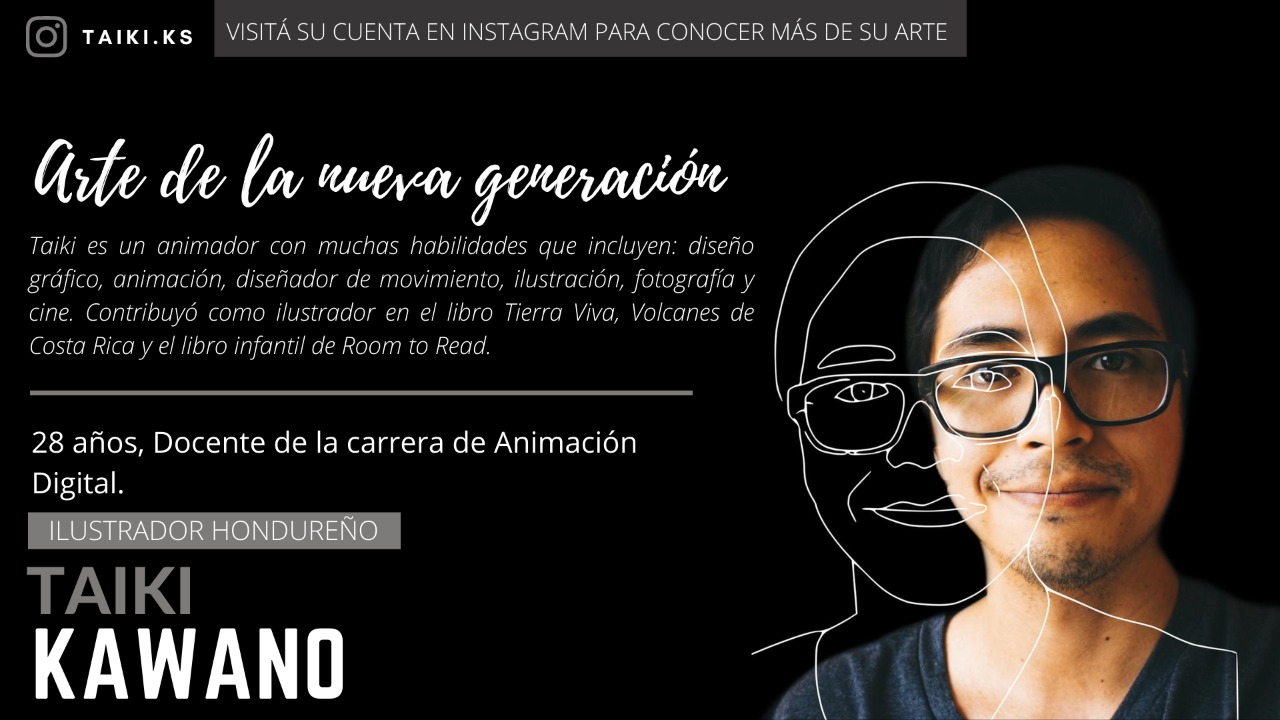 TAIKI.KS
VISITÁ SU CUENTA EN INSTAGRAM PARA CONOCER MÁS DE SU ARTE
Arte de la nueva generación
Taiki es un animador con muchas habilidades que incluyen: diseño
gráfico, animación, diseñador de movimiento, ilustración, fotografía y
cine. Contribuyó como ilustrador en el libro Tierra Viva, Volcanes de
Costa Rica y el libro infantil de Room to Read.
28 años, Docente de la carrera de Animación
Digital.
ILUSTRADOR HONDUREÑO
TAIKI
KAWANO